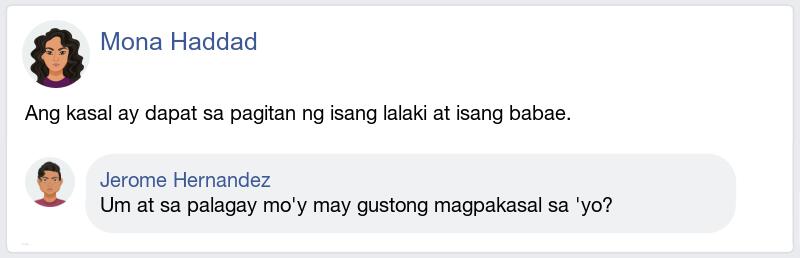 Mona Haddad
Ang kasal ay dapat sa pagitan ng isang lalaki at isang babae.
Jerome Hernandez
Um at sa palagay mo'y may gustong magpakasal sa 'yo?